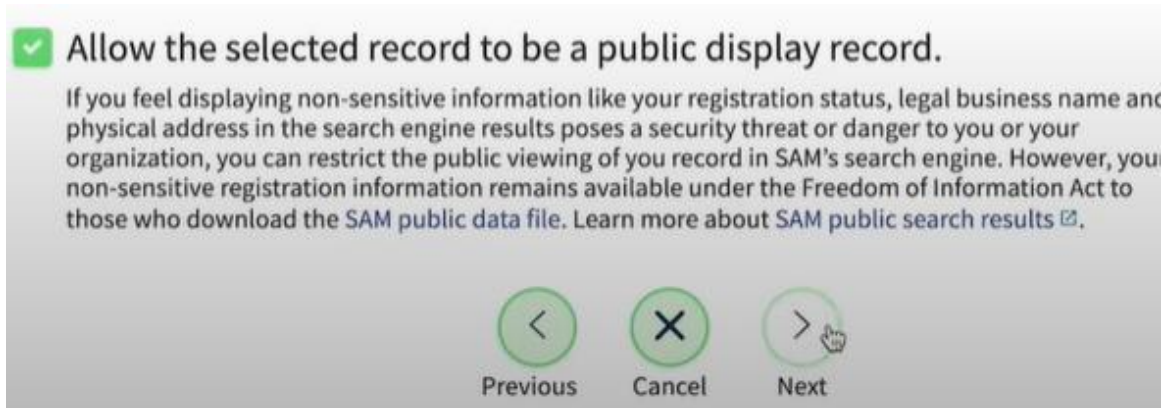 Allow the selected record to be a public display record.
If you feel displaying non-sensitive information like your registration status, legal business name and
physical address in the search engine results poses a security threat or danger to you or your
organization, you can restrict the public viewing of you record in SAM's search engine. However, your
non-sensitive registration information remains available under the Freedom of Information Act to
those who download the SAM public data file. Learn more about SAM public search results.
Previous Cancel Next